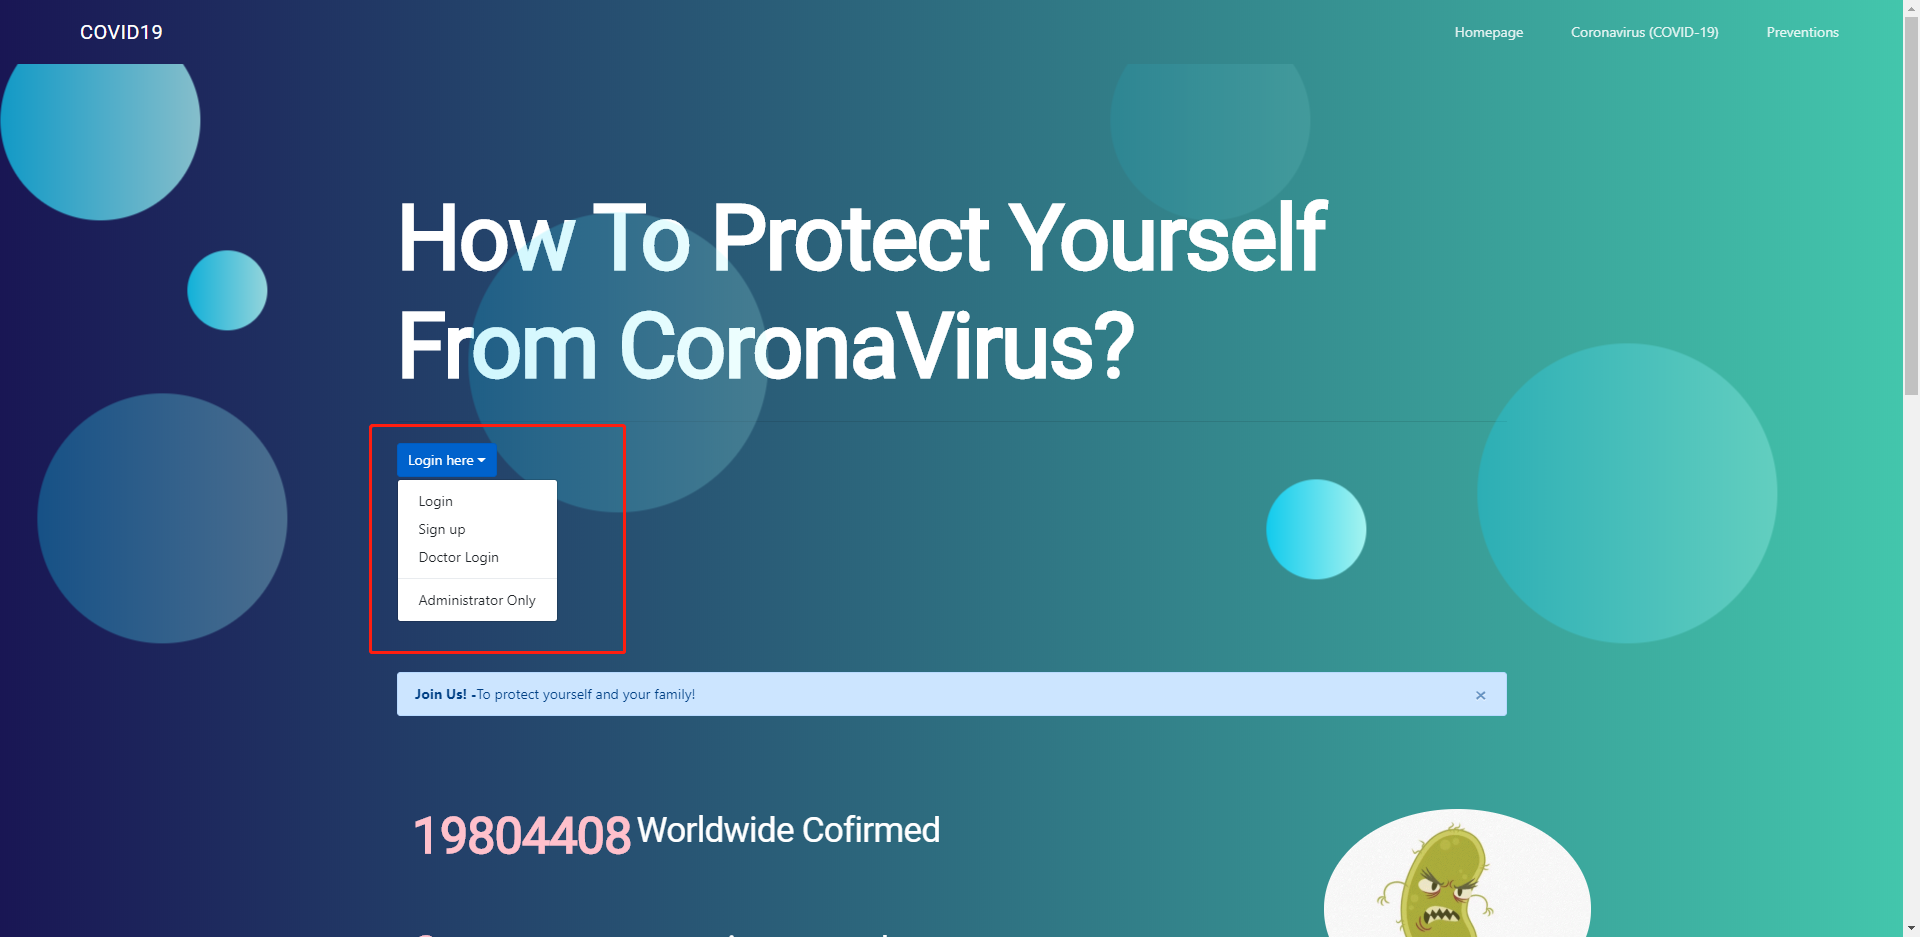 COVID19
Homepage
Coronavirus (COVID-19)
Preventions
How To Protect Yourself
From CoronaVirus?
Login here
Login
Sign up
Doctor Login
Administrator Only
Join Us! -To protect yourself and your family!
×
19804408 Worldwide Cofirmed